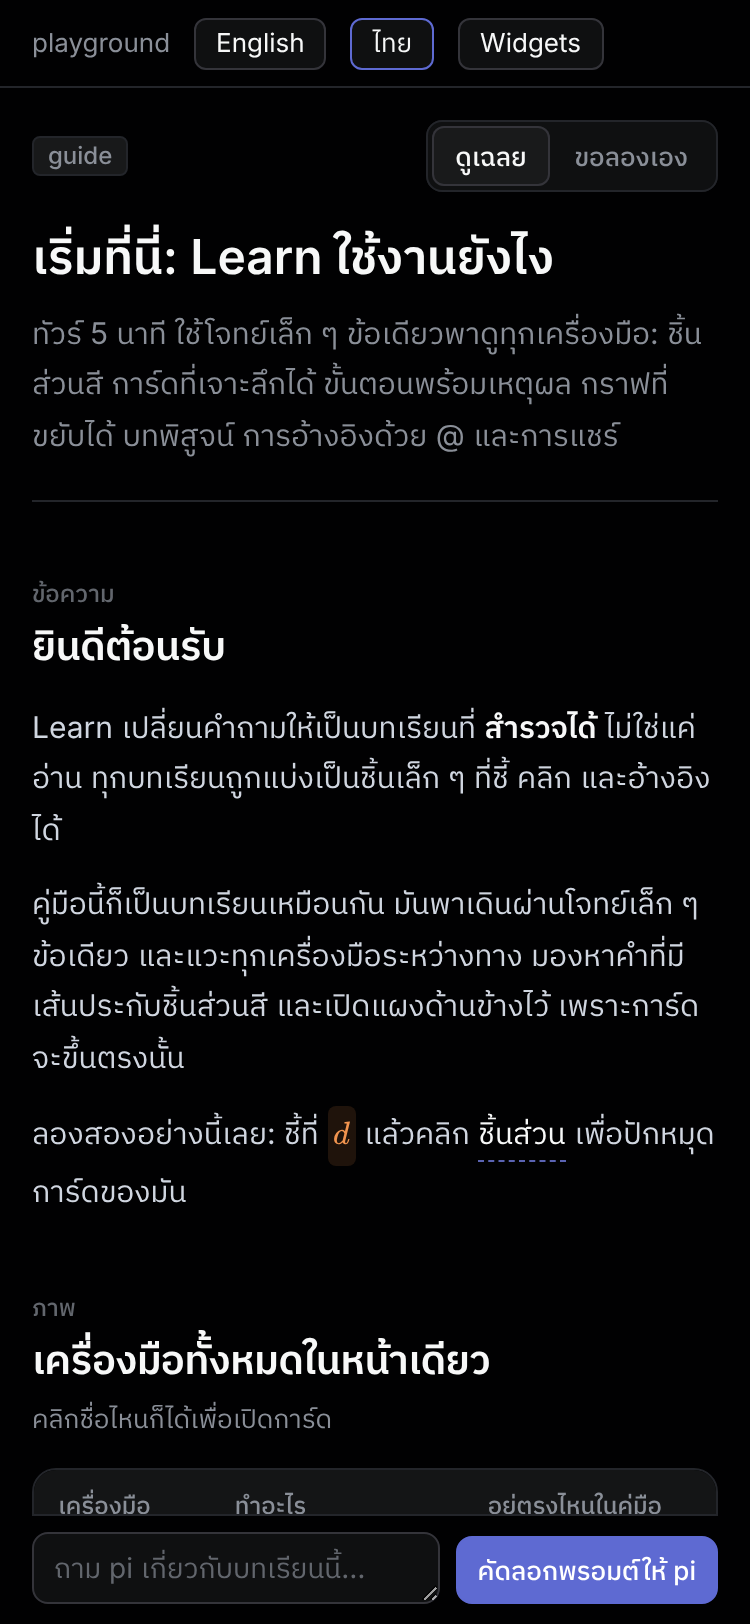 playground English ไทย Widgets
guide ดูเฉลย ขอลองเอง
เริ่มที่นี่: Learn ใช้งานยังไง
ทัวร์ 5 นาที ใช้โจทย์เล็ก ๆ ข้อเดียวพาดูทุกเครื่องมือ: ชิ้น
ส่วนสี การ์ดที่เจาะลึกได้ ขั้นตอนพร้อมเหตุผล กราฟที่
ขยับได้ บทพิสูจน์ การอ้างอิงด้วย @ และการแชร์
ข้อความ
ยินดีต้อนรับ
Learn เปลี่ยนคำถามให้เป็นบทเรียนที่ สำรวจได้ ไม่ใช่แค่
อ่าน ทุกบทเรียนถูกแบ่งเป็นชิ้นเล็ก ๆ ที่ชี้ คลิก และอ้างอิง
ได้
คู่มือนี้ก็เป็นบทเรียนเหมือนกัน มันพาเดินผ่านโจทย์เล็ก ๆ
ข้อเดียว และแวะทุกเครื่องมือระหว่างทาง มองหาคำที่มี
เส้นประกับชิ้นส่วนสี และเปิดแผงด้านข้างไว้ เพราะการ์ด
จะขึ้นตรงนั้น
ลองสองอย่างนี้เลย: ชี้ที่ d แล้วคลิก ชิ้นส่วน เพื่อปักหมุด
การ์ดของมัน
ภาพ
เครื่องมือทั้งหมดในหน้าเดียว
คลิกชื่อไหนก็ได้เพื่อเปิดการ์ด
เครื่องมือ ทำอะไร อยู่ตรงไหนในคู่มือ
ถาม pi เกี่ยวกับบทเรียนนี้... คัดลอกพรอมต์ให้ pi